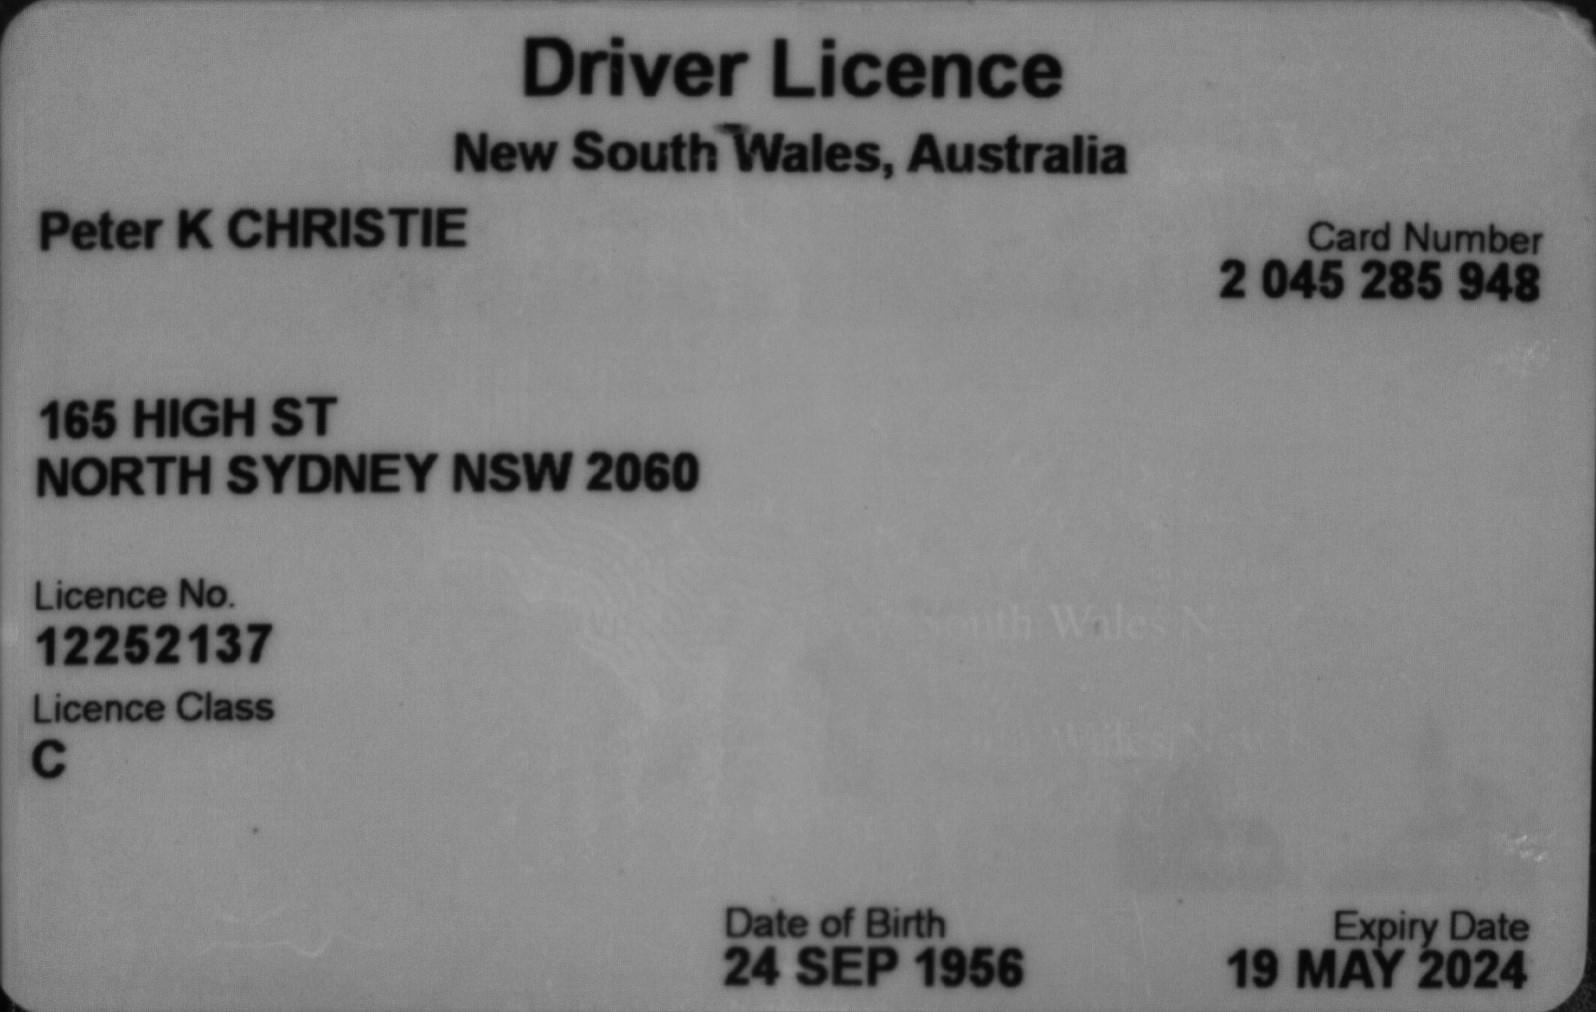 Driver Licence
New South Wales, Australia
Peter K CHRISTIE
Card Number
2 045 285 948
165 HIGH ST
NORTH SYDNEY NSW 2060
Licence No.
12252137
South Wales
Licence Class
C
Wales New
Date of Birth
24 SEP 1956
Expiry Date
19 MAY 2024